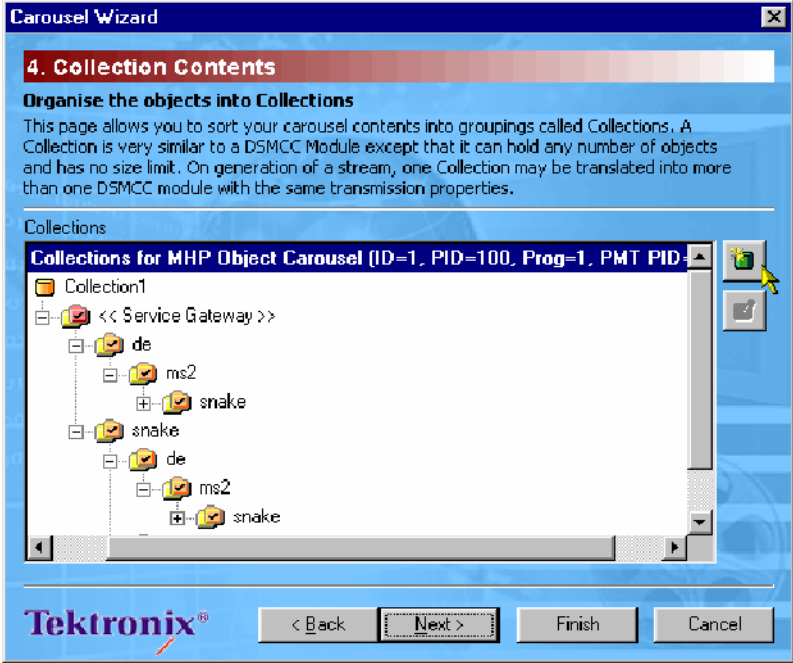 Carousel Wizard
4. Collection Contents
Organise the objects into Collections
This page allows you to sort your carousel contents into groupings called Collections. A
Collection is very similar to a DSMCC Module except that it can hold any number of objects
and has no size limit. On generation of a stream, one Collection may be translated into more
than one DSMCC module with the same transmission properties.
Collections
Collections for MHP Object Carousel (ID=1, PID=100, Prog=1, PMT PID=
Collection1
<< Service Gateway >>
de
ms2
snake
snake
de
ms2
snake
Tektronix®
< Back
Next >
Finish
Cancel